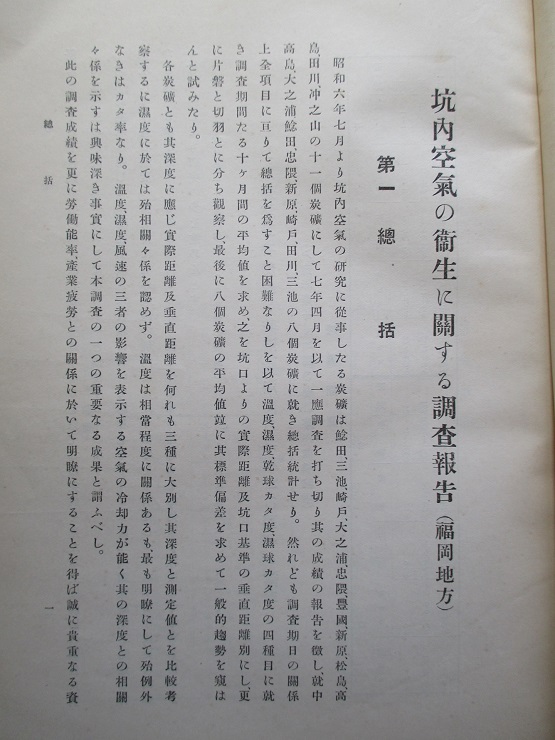 坑內空氣の衞生に關する調査報告(福岡地方)
第一 總括
昭和六年七月より坑內空氣の硏究に從事したる炭礦は鯰田、三池、崎戶、大之浦、忠隈、豐國、新原、松島、高
島、田川、沖之山の十一個炭礦にして七年四月を以て一應調査を打ち切り其の成績の報告を徵し、就中
高島、大之浦、鯰田、忠隈、新原、崎戶、田川、三池の八個炭礦に就き總括統計せり。然れども調査期日の關係
上全項目に亘りて總括を爲すこと困難なりしを以て溫度、濕度、乾球カタ度、濕球カタ度の四種目に就
き調査期間たる十ヶ月間の平均値を求め、之を坑口よりの實際距離及坑口基準の垂直距離別にし、更
に片磐と切羽とに分ち觀察し、最後に八個炭礦の平均値竝に其標準偏差を求めて一般的趨勢を窺は
んと試みたり。
各炭礦とも其深度に應じ實際距離及垂直距離を何れも三種に大別し其深度と測定値とを比較考
察するに濕度に於ては殆相關々係を認めず。溫度は相當程度に關係あるも、最も明瞭にして殆例外
なきはカタ率なり。溫度、濕度、風速の三者の影響を表示する空氣の冷却力が能く其の深度との相關
々係を示すは興味深き事實にして本調査の一つの重要なる成果と謂ふべし。
此の調査成績を更に勞働能率、產業疲勞との關係に於いて明瞭にすることを得ば誠に貴重なる資
總括
一